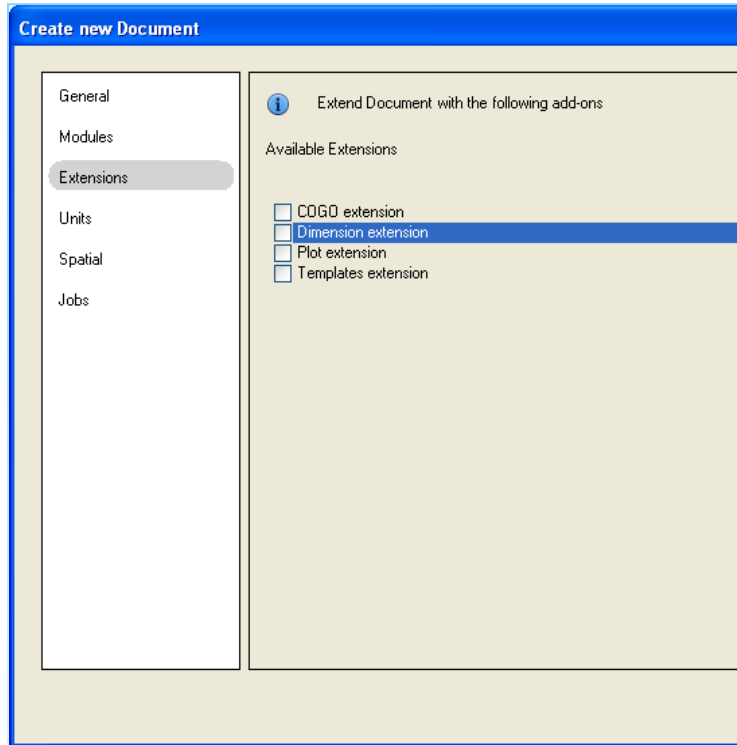 Create new Document
General
Modules
Extensions
Units
Spatial
Jobs
Extend Document with the following add-ons
Available Extensions
COGO extension
Dimension extension
Plot extension
Templates extension